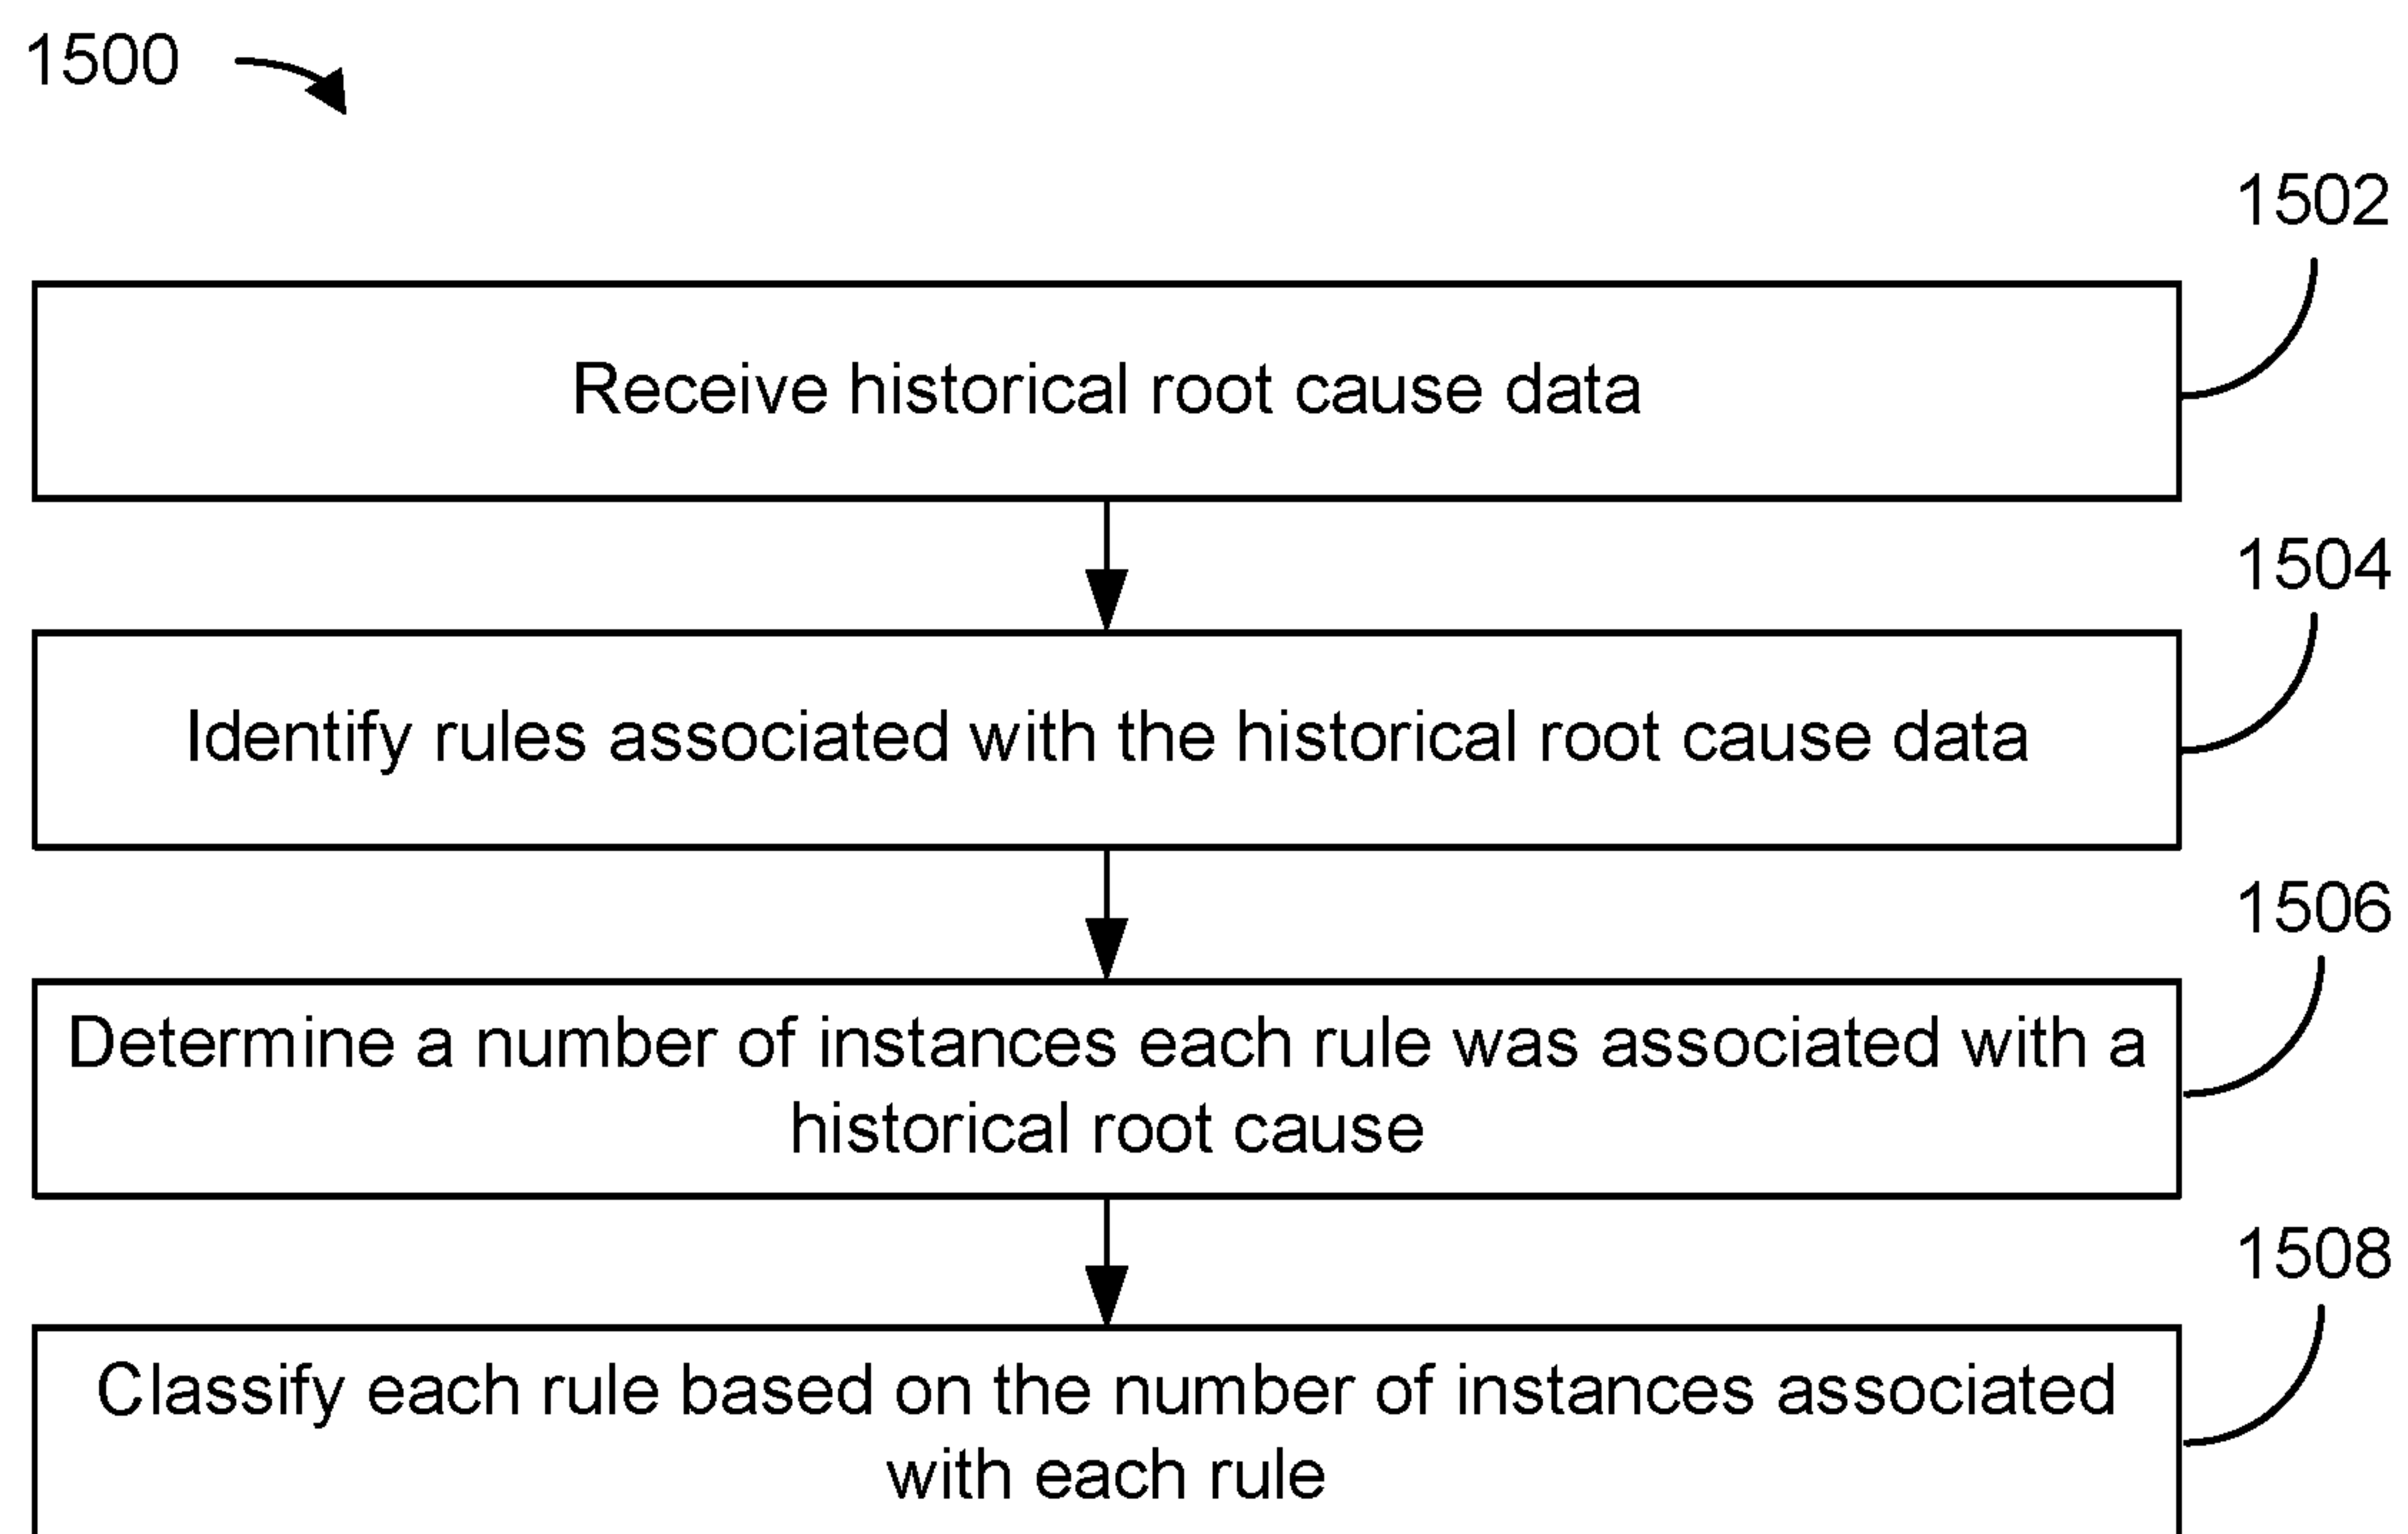 1500
1502
Receive historical root cause data
1504
Identify rules associated with the historical root cause data
1506
Determine a number of instances each rule was associated with a
historical root cause
1508
Classify each rule based on the number of instances associated
with each rule